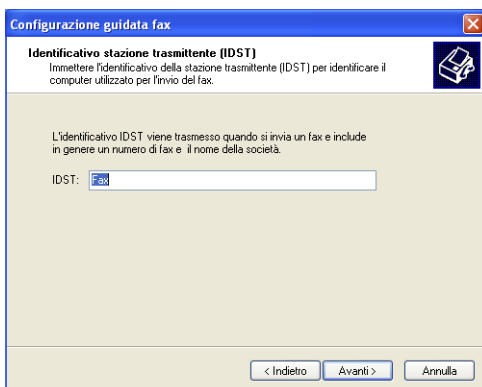 Configurazione guidata fax
Identificativo stazione trasmittente (IDST)
Immettere l'identificativo della stazione trasmittente (IDST) per identificare il
computer utilizzato per l'invio del fax.
L'identificativo IDST viene trasmesso quando si invia un fax e include
in genere un numero di fax e il nome della società.
IDST: Fax
< Indietro Avanti > Annulla